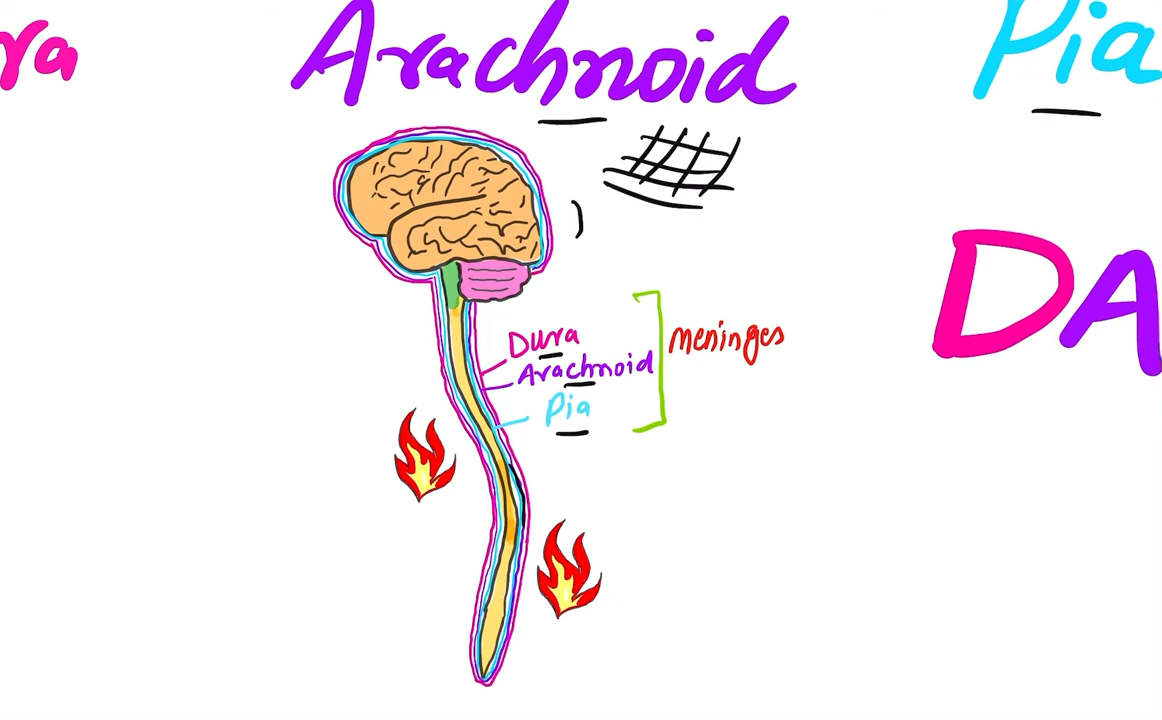 ra Arachnoid Pia
DA
Dura
Arachnoid
Pia
Meninges